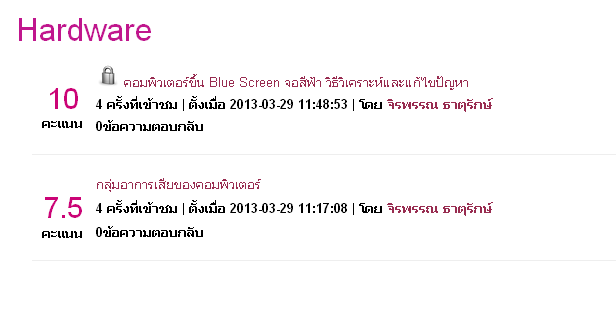 Hardware
คอมพิวเตอร์ขึ้น Blue Screen จอสีฟ้า วิธีวิเคราะห์และแก้ไขปัญหา
10
คะแนน
4 ครั้งที่เข้าชม | ตั้งเมื่อ 2013-03-29 11:48:53 | โดย จิรพรรณ ธาตุรักษ์
0ข้อความตอบกลับ
กลุ่มอาการเสียของคอมพิวเตอร์
7.5
คะแนน
4 ครั้งที่เข้าชม | ตั้งเมื่อ 2013-03-29 11:17:08 | โดย จิรพรรณ ธาตุรักษ์
0ข้อความตอบกลับ